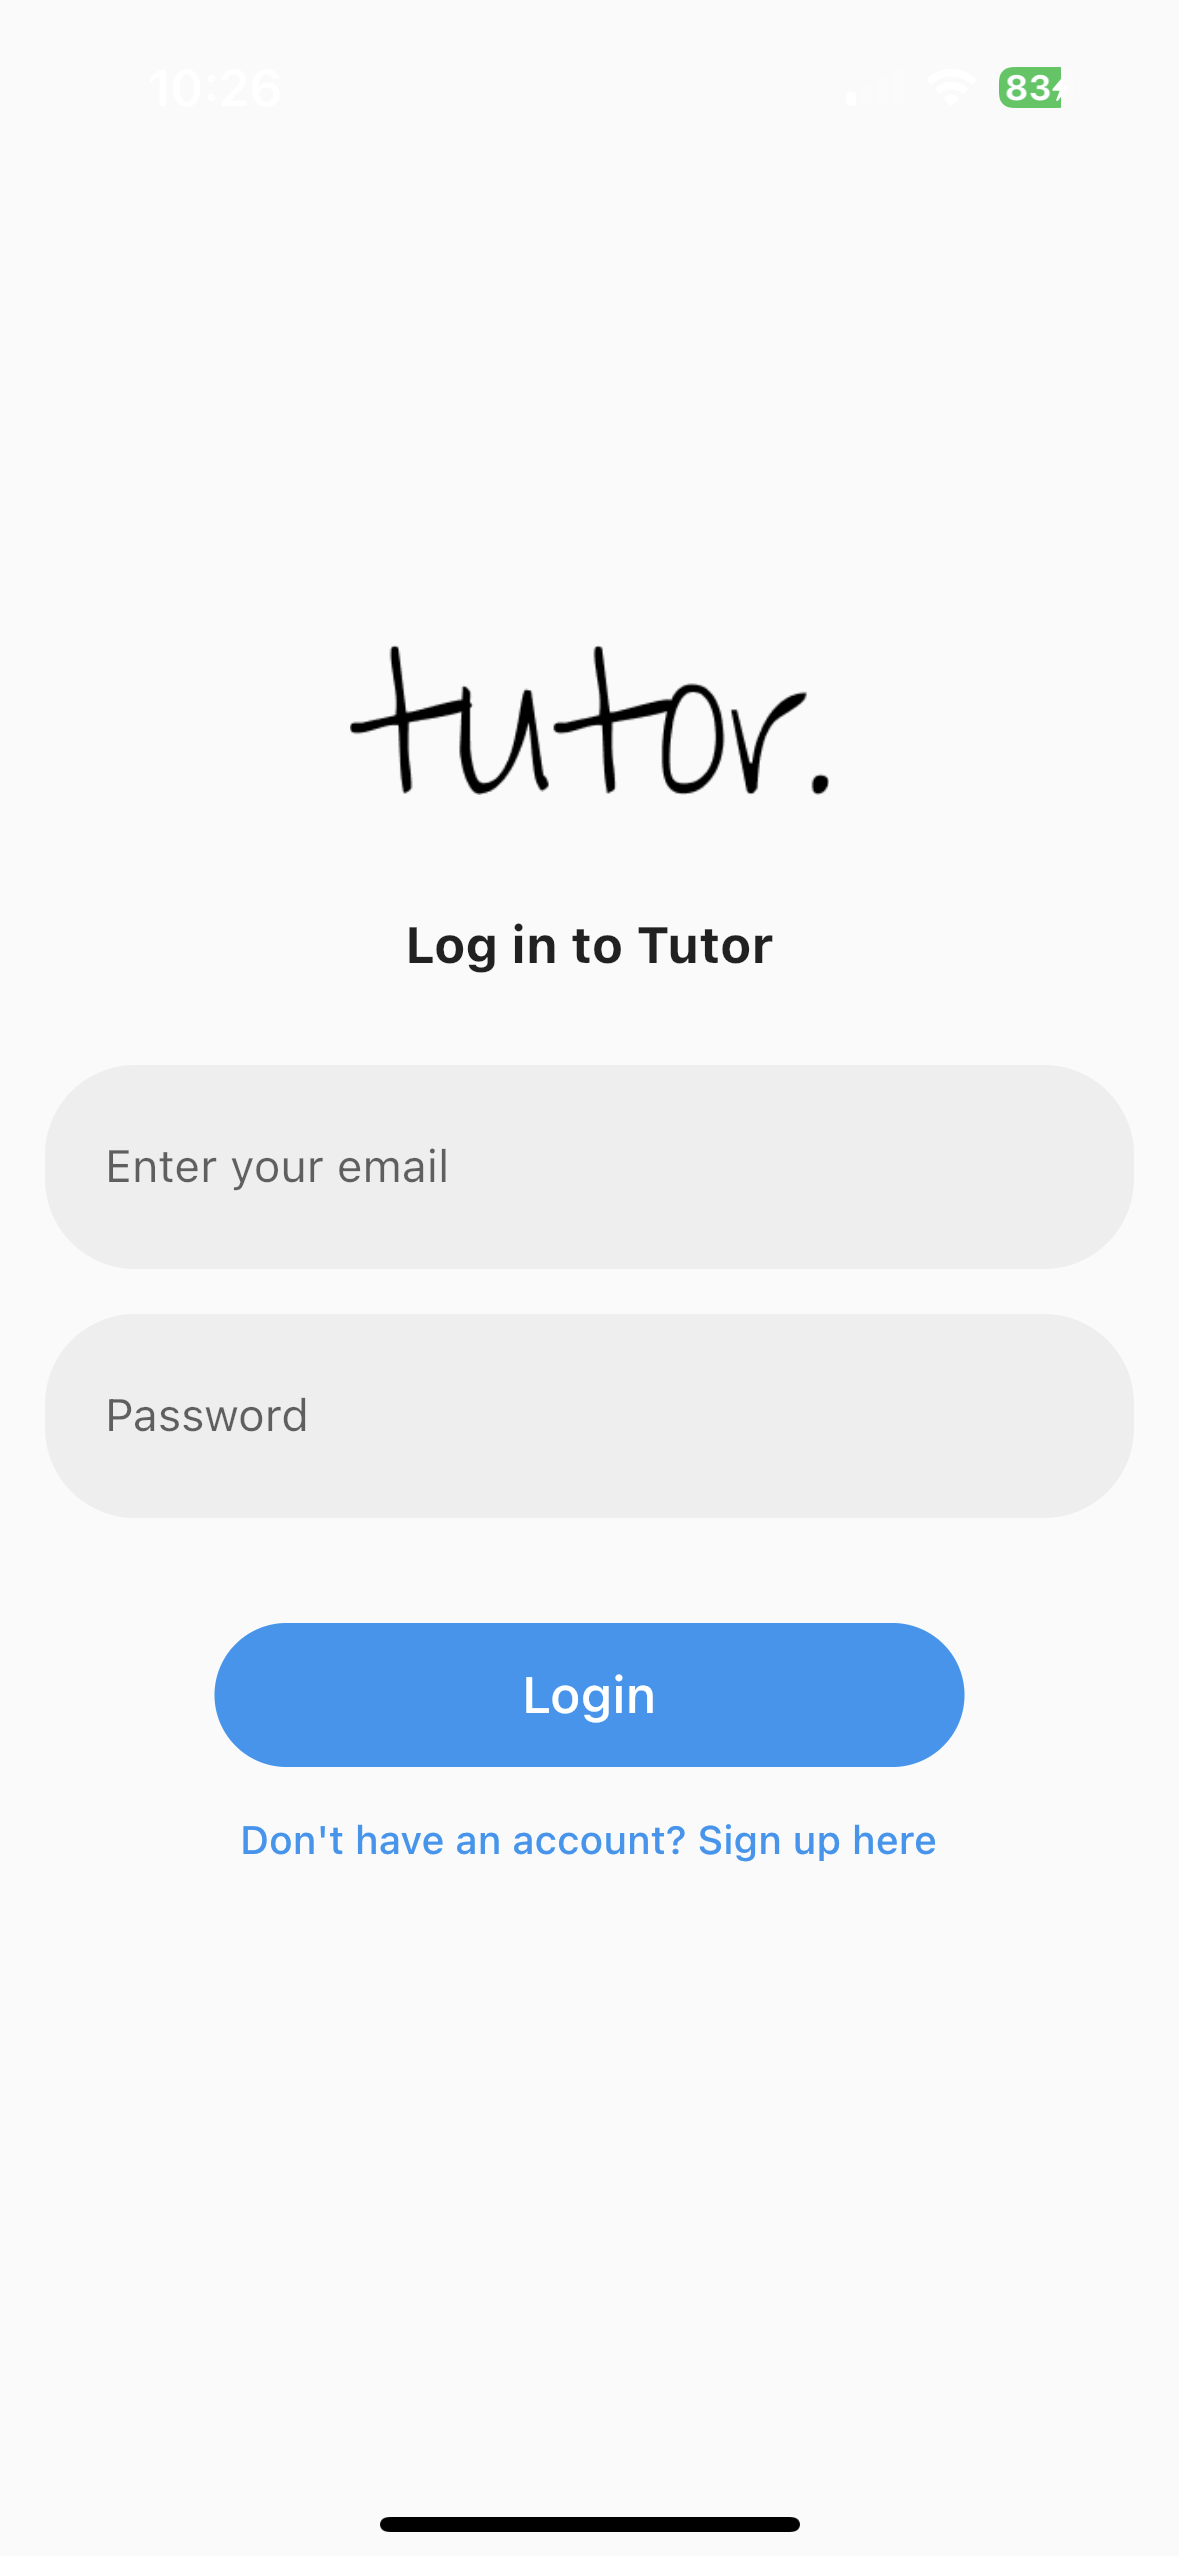 10:26
83
tutor.
Log in to Tutor
Enter your email
Password
Login
Don't have an account? Sign up here